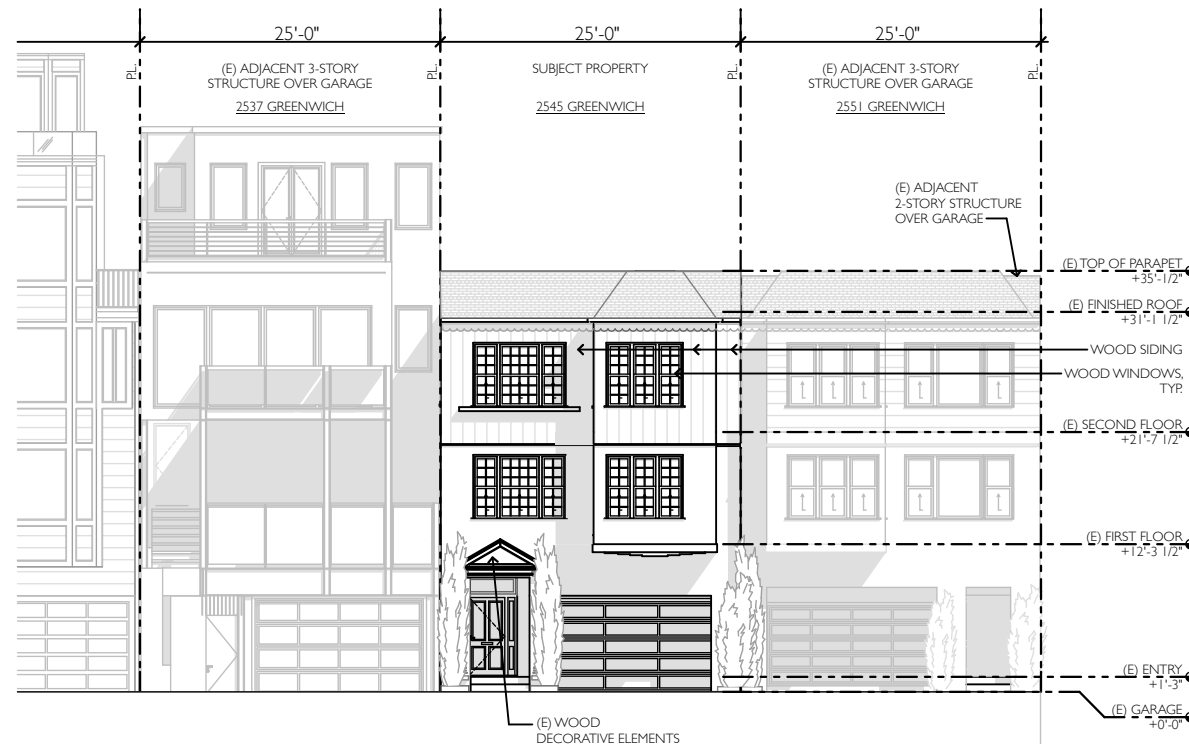 25'-0"
25'-0"
25'-0"
P.L.
P.L.
P.L.
P.L.
(E) ADJACENT 3-STORY
STRUCTURE OVER GARAGE
2537 GREENWICH
SUBJECT PROPERTY
2545 GREENWICH
(E) ADJACENT 3-STORY
STRUCTURE OVER GARAGE
2551 GREENWICH
(E) ADJACENT
2-STORY STRUCTURE
OVER GARAGE
(E) TOP OF PARAPET
+35'-1/2"
(E) FINISHED ROOF
+31'-1 1/2"
WOOD SIDING
WOOD WINDOWS,
TYP.
(E) SECOND FLOOR
+21'-7 1/2"
(E) FIRST FLOOR
+12'-3 1/2"
(E) ENTRY
+1'-3"
(E) GARAGE
+0'-0"
(E) WOOD
DECORATIVE ELEMENTS